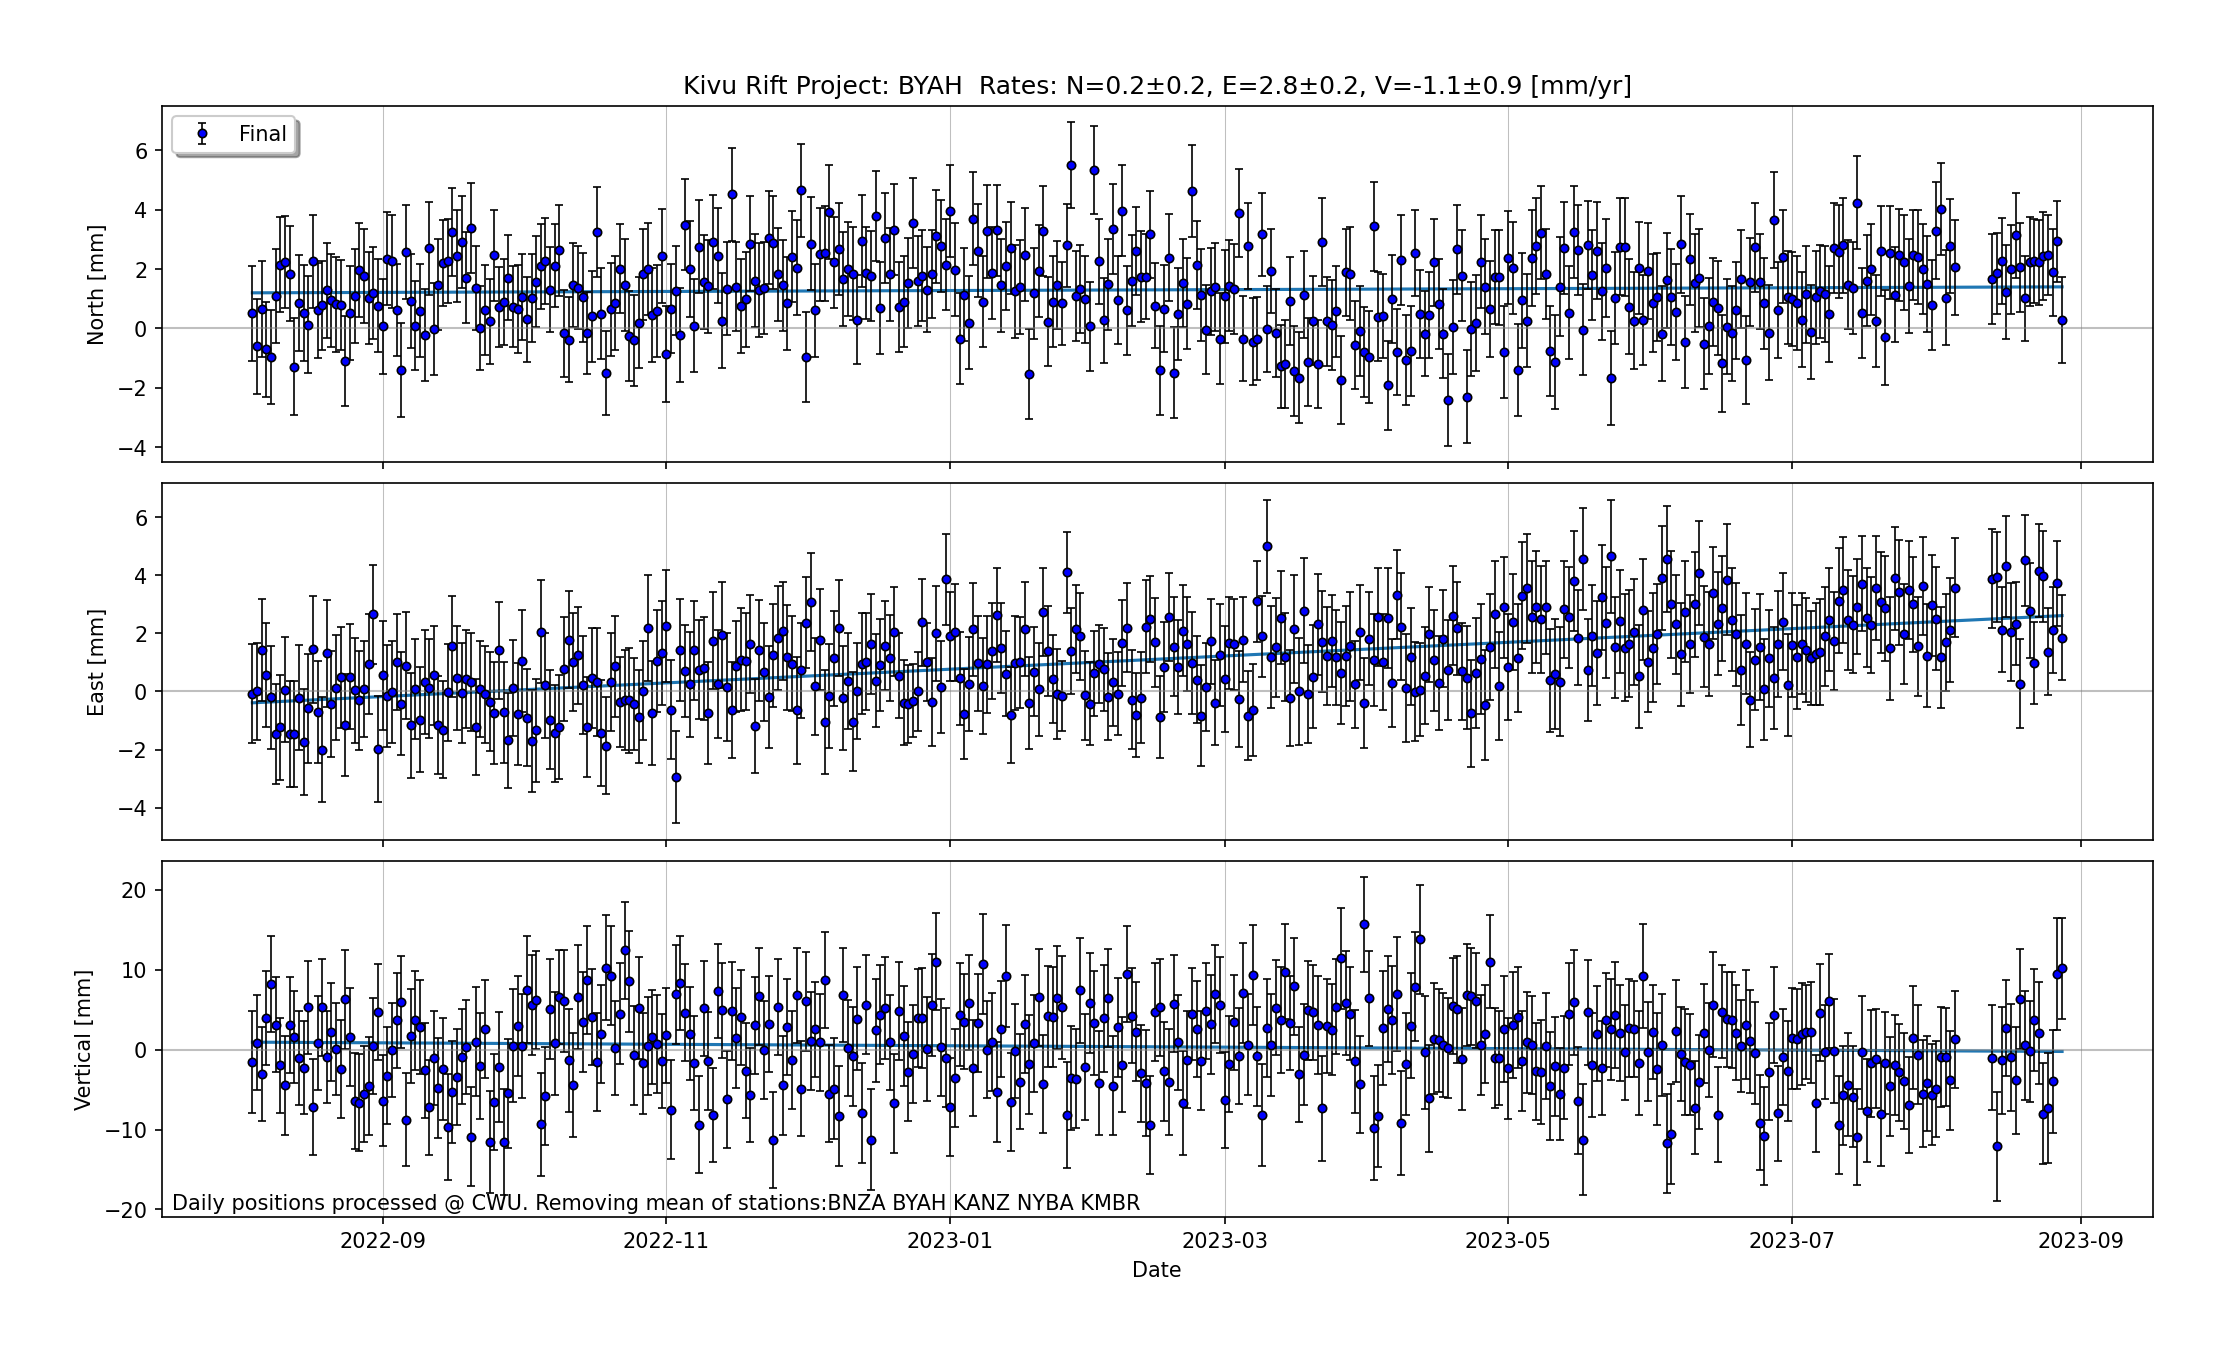 Kivu Rift Project: BYAH  Rates: N=0.2±0.2, E=2.8±0.2, V=-1.1±0.9 [mm/yr]
Final
North [mm]
6
4
2
0
−2
−4
East [mm]
6
4
2
0
−2
−4
Vertical [mm]
20
10
0
−10
−20
Daily positions processed @ CWU. Removing mean of stations:BNZA BYAH KANZ NYBA KMBR
2022-09 2022-11 2023-01 2023-03 2023-05 2023-07 2023-09
Date